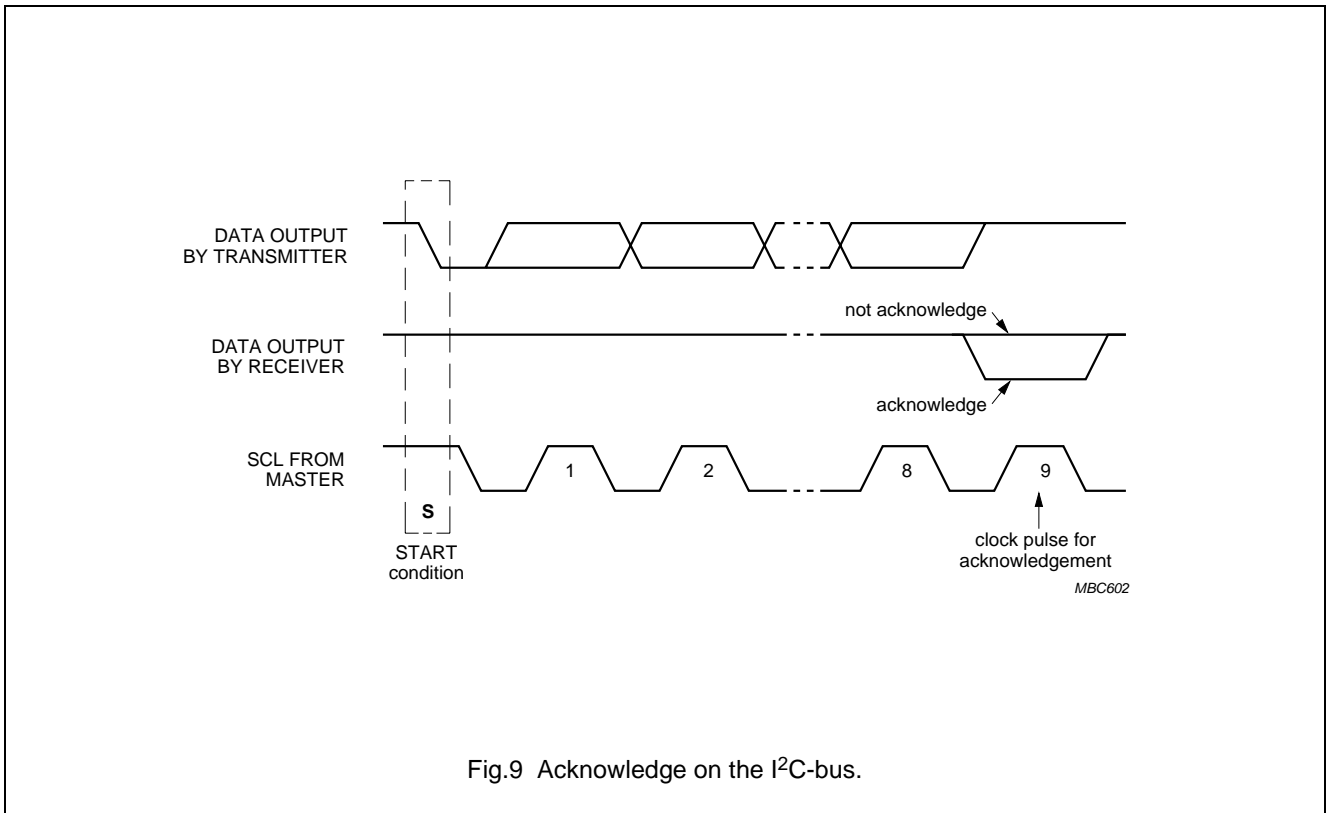 DATA OUTPUT
BY TRANSMITTER
not acknowledge
DATA OUTPUT
BY RECEIVER
acknowledge
SCL FROM
MASTER
1
2
8
9
S
START
condition
clock pulse for
acknowledgement
MBC602
Fig.9 Acknowledge on the I²C-bus.